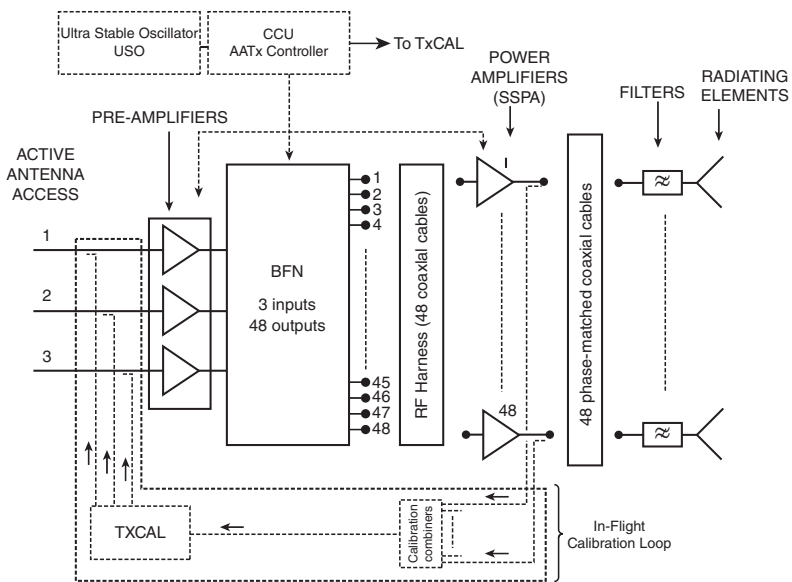 Ultra Stable Oscillator
USO
CCU
AATx Controller
To TxCAL
POWER
AMPLIFIERS
(SSPA)
RADIATING
ELEMENTS
FILTERS
PRE-AMPLIFIERS
ACTIVE
ANTENNA
ACCESS
1
2
3
BFN
3 inputs
48 outputs
1
2
3
4
45
46
47
48
RF Harness (48 coaxial cables)
1
48
48 phase-matched coaxial cables
≈
≈
TXCAL
Calibration
combiners
In-Flight
Calibration Loop